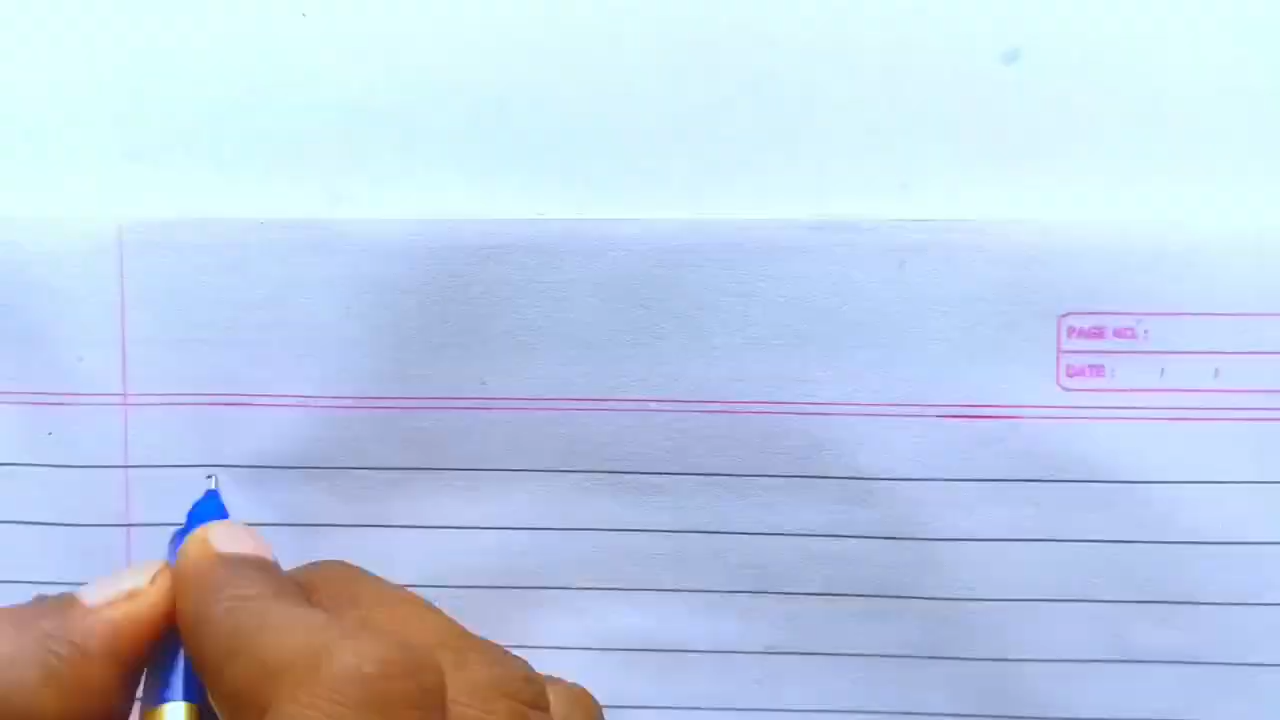 PAGE NO. :
DATE : / /